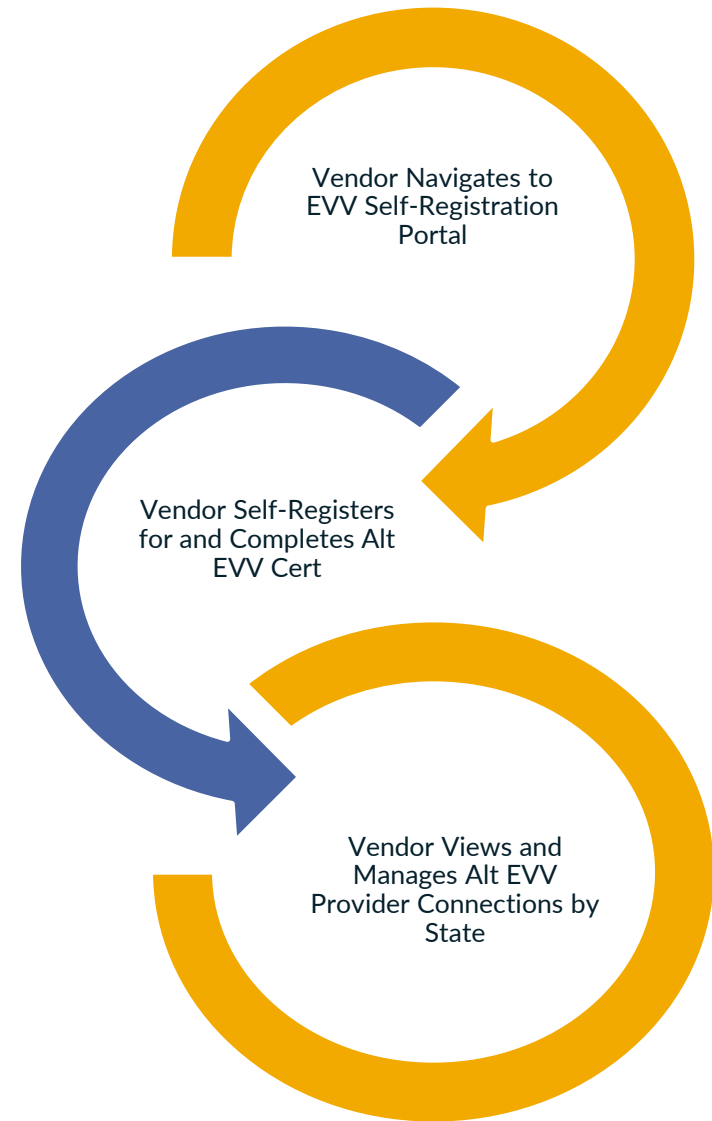 Vendor Navigates to
EVV Self-Registration
Portal
Vendor Self-Registers
for and Completes Alt
EVV Cert
Vendor Views and
Manages Alt EVV
Provider Connections by
State